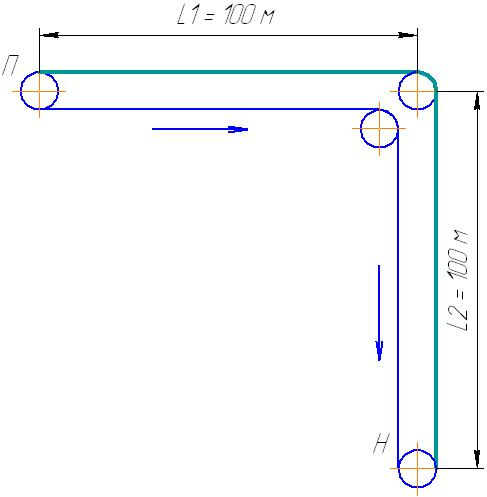 L1 = 100 м
П
L2 = 100 м
Н